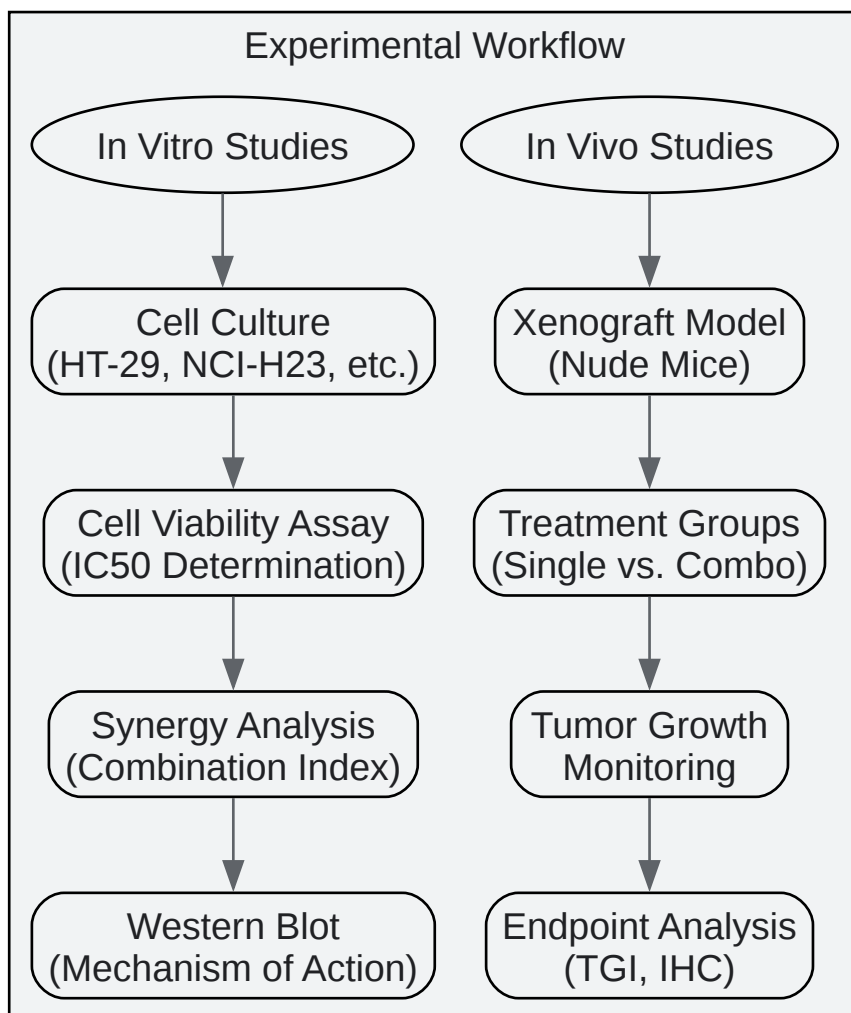 Experimental Workflow
In Vitro Studies
Cell Culture
(HT-29, NCI-H23, etc.)
Cell Viability Assay
(IC50 Determination)
Synergy Analysis
(Combination Index)
Western Blot
(Mechanism of Action)
In Vivo Studies
Xenograft Model
(Nude Mice)
Treatment Groups
(Single vs. Combo)
Tumor Growth
Monitoring
Endpoint Analysis
(TGI, IHC)